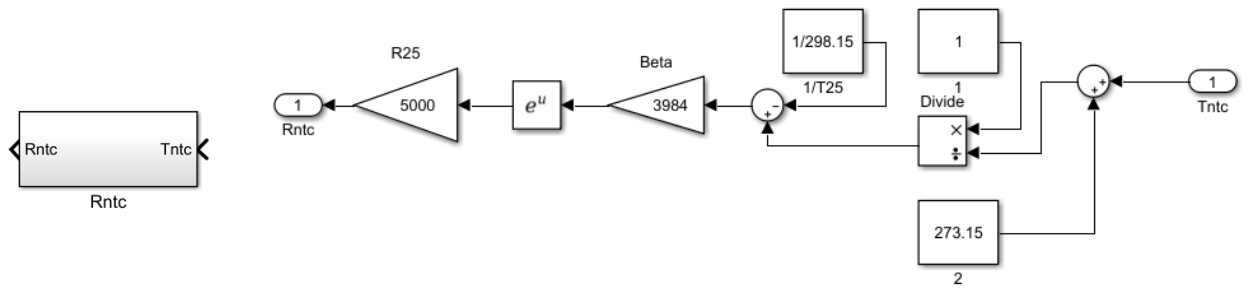 Rntc
Tntc
Rntc
1
Rntc
R25
5000
e^u
Beta
3984
1/298.15
1/T25
+
−
1
1
Divide
×
÷
273.15
2
+
+
1
Tntc